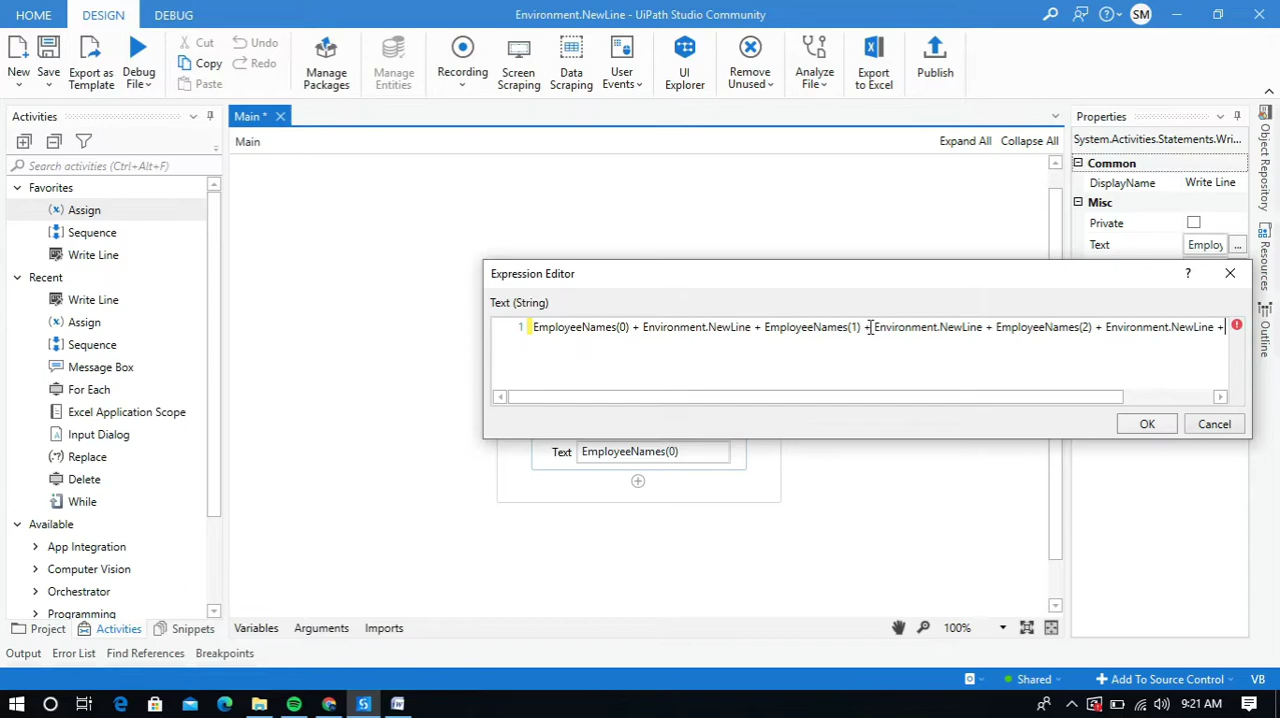 HOME DESIGN DEBUG Environment.NewLine - UiPath Studio Community SM
New Save Export as Template Debug File Cut Copy Paste Undo Redo Manage Packages Manage Entities Recording Screen Scraping Data Scraping User Events UI Explorer Remove Unused Analyze File Export to Excel Publish
Activities
Search activities (Ctrl+Alt+F)
Favorites
Assign
Sequence
Write Line
Recent
Write Line
Assign
Sequence
Message Box
For Each
Excel Application Scope
Input Dialog
Replace
Delete
While
Available
App Integration
Computer Vision
Orchestrator
Programming
Project Activities Snippets
Main *
Main Expand All Collapse All
Expression Editor ?
Text (String)
1 EmployeeNames(0) + Environment.NewLine + EmployeeNames(1) + Environment.NewLine + EmployeeNames(2) + Environment.NewLine +
OK Cancel
Text EmployeeNames(0)
Variables Arguments Imports 100%
Properties
System.Activities.Statements.Wri...
Common
DisplayName Write Line
Misc
Private
Text Employ ...
Object Repository
Resources
Outline
Output Error List Find References Breakpoints
Shared Add To Source Control VB
9:21 AM